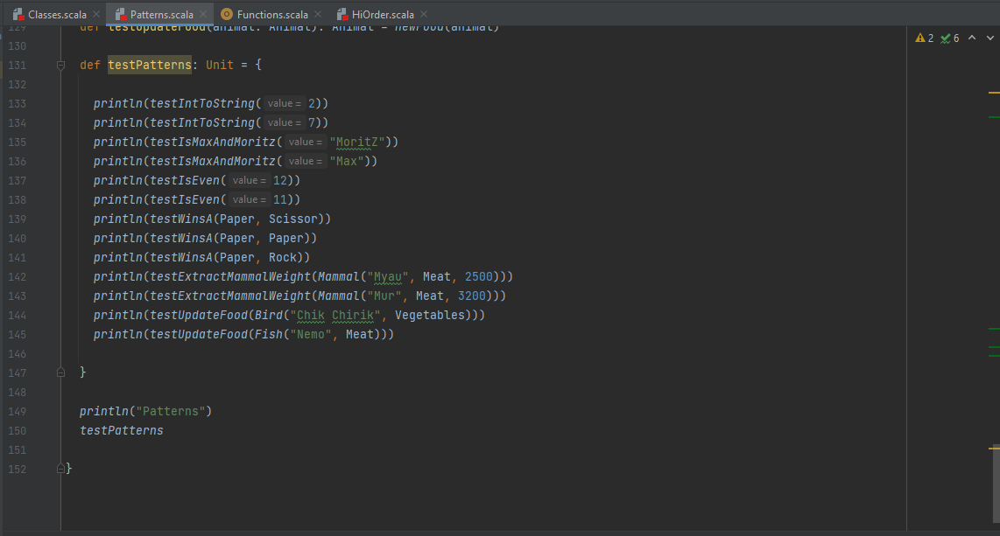 Classes.scala Patterns.scala Functions.scala HiOrder.scala
129 def testUpdateFood(animal: Animal): Animal = newFood(animal)
2 6
130
131 def testPatterns: Unit = {
132
133 println(testIntToString( value = 2))
134 println(testIntToString( value = 7))
135 println(testIsMaxAndMoritz( value = "MoritZ"))
136 println(testIsMaxAndMoritz( value = "Max"))
137 println(testIsEven( value = 12))
138 println(testIsEven( value = 11))
139 println(testWinsA(Paper, Scissor))
140 println(testWinsA(Paper, Paper))
141 println(testWinsA(Paper, Rock))
142 println(testExtractMammalWeight(Mammal("Myau", Meat, 2500)))
143 println(testExtractMammalWeight(Mammal("Mur", Meat, 3200)))
144 println(testUpdateFood(Bird("Chik Chirik", Vegetables)))
145 println(testUpdateFood(Fish("Nemo", Meat)))
146
147 }
148
149 println("Patterns")
150 testPatterns
151
152 }